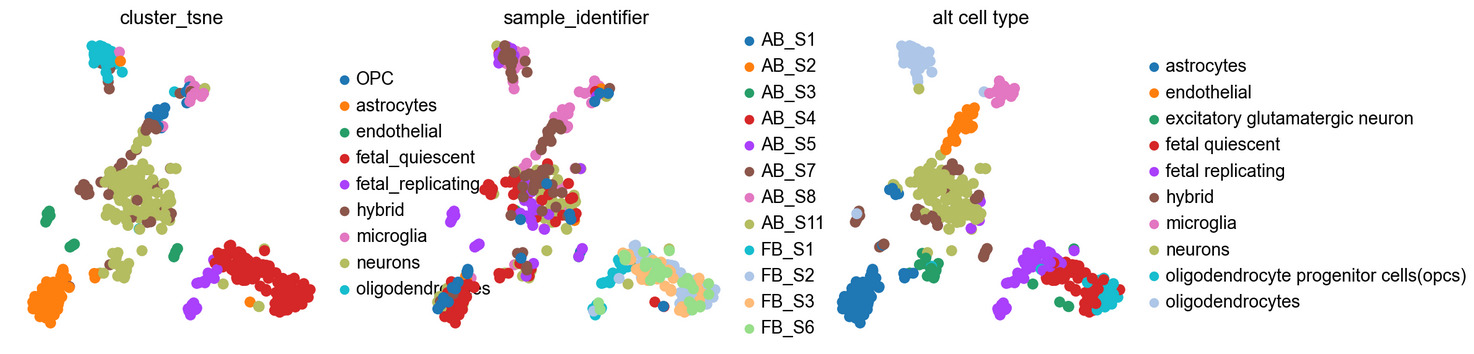 cluster_tsne
OPC
astrocytes
endothelial
fetal_quiescent
fetal_replicating
hybrid
microglia
neurons
oligodendrocytes
sample_identifier
AB_S1
AB_S2
AB_S3
AB_S4
AB_S5
AB_S7
AB_S8
AB_S11
FB_S1
FB_S2
FB_S3
FB_S6
alt cell type
astrocytes
endothelial
excitatory glutamatergic neuron
fetal quiescent
fetal replicating
hybrid
microglia
neurons
oligodendrocyte progenitor cells(opcs)
oligodendrocytes